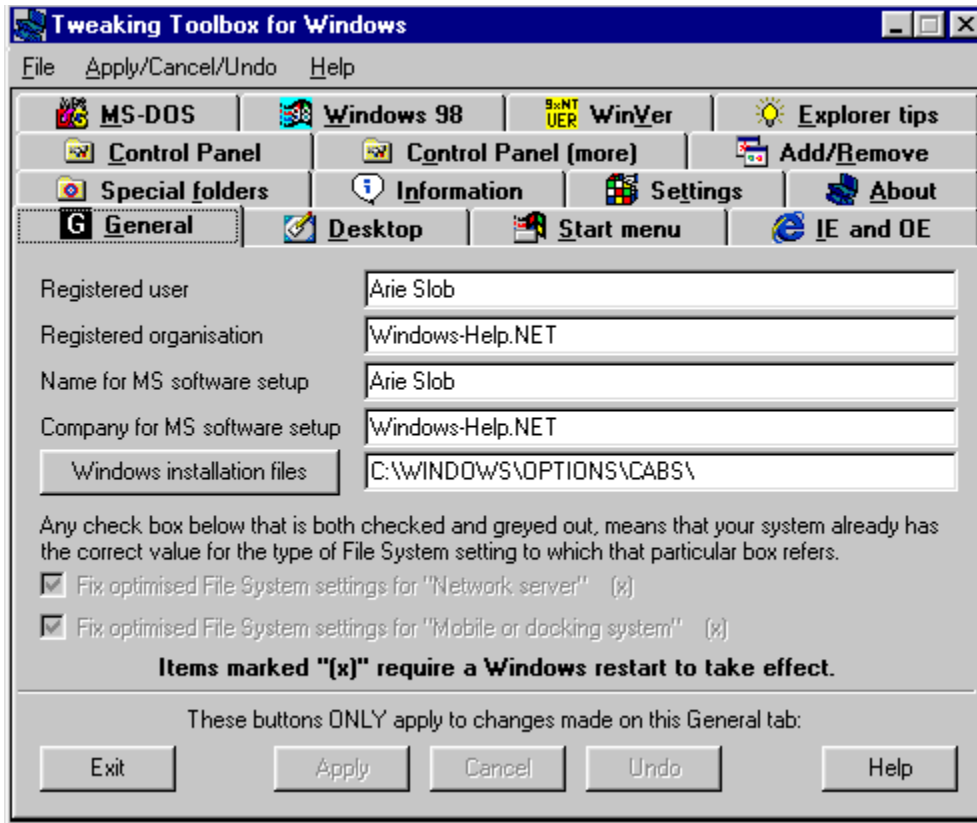 Tweaking Toolbox for Windows
File Apply/Cancel/Undo Help
MS-DOS Windows 98 9xNT VER WinVer Explorer tips
Control Panel Control Panel (more) Add/Remove
Special folders Information Settings About
G General Desktop Start menu IE and OE
Registered user Arie Slob
Registered organisation Windows-Help.NET
Name for MS software setup Arie Slob
Company for MS software setup Windows-Help.NET
Windows installation files C:\WINDOWS\OPTIONS\CABS\
Any check box below that is both checked and greyed out, means that your system already has
the correct value for the type of File System setting to which that particular box refers.
Fix optimised File System settings for "Network server" (x)
Fix optimised File System settings for "Mobile or docking system" (x)
Items marked "(x)" require a Windows restart to take effect.
These buttons ONLY apply to changes made on this General tab:
Exit Apply Cancel Undo Help